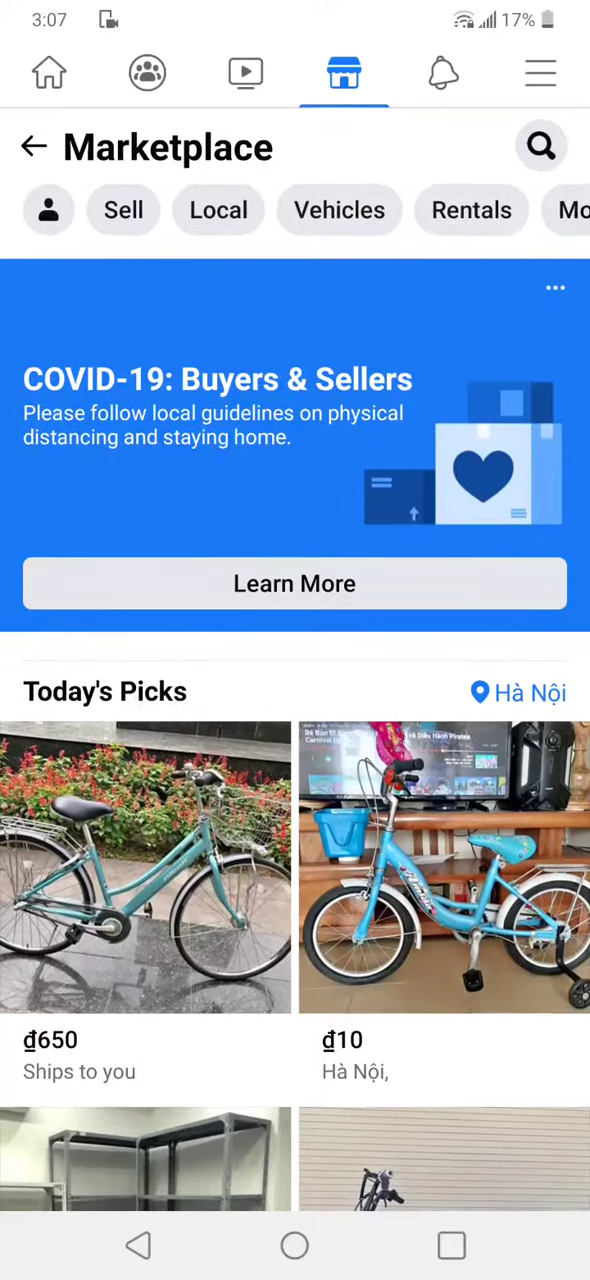 3:07
17%
Marketplace
Sell
Local
Vehicles
Rentals
Mo
COVID-19: Buyers & Sellers
Please follow local guidelines on physical
distancing and staying home.
Learn More
Today's Picks
Hà Nội
₫650
Ships to you
₫10
Hà Nội,